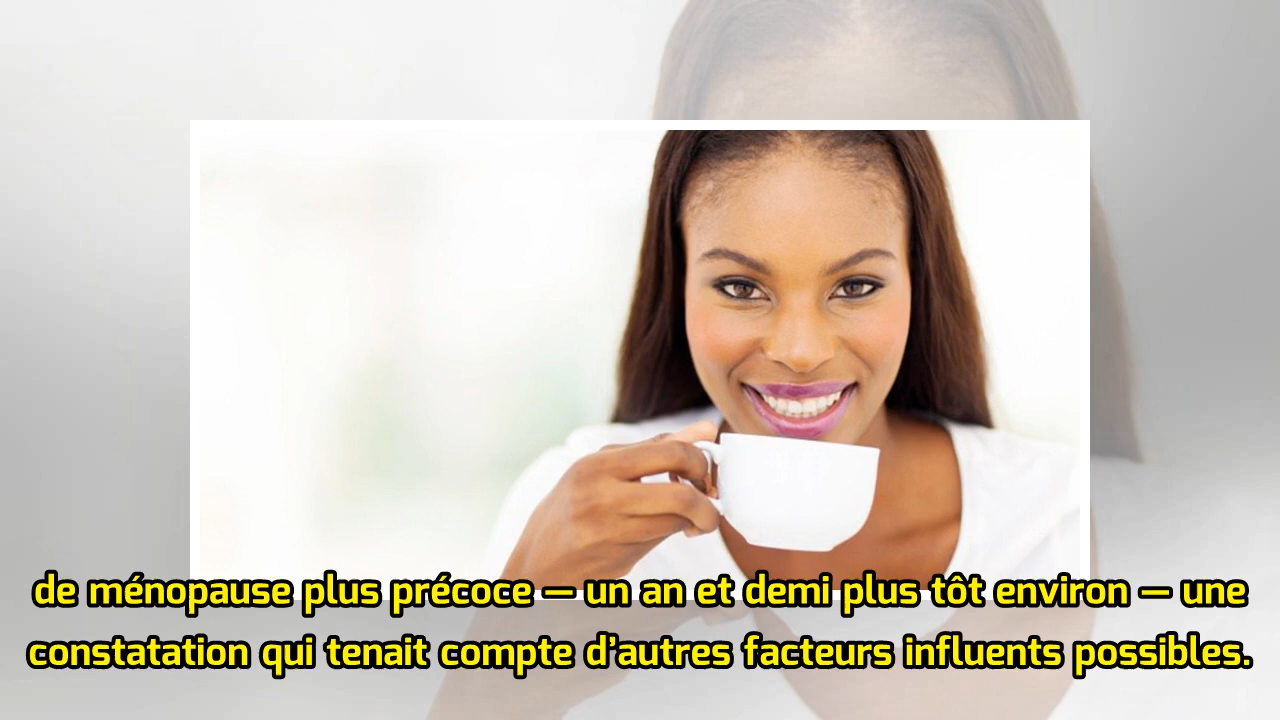 de ménopause plus précoce — un an et demi plus tôt environ — une
constatation qui tenait compte d’autres facteurs influents possibles.